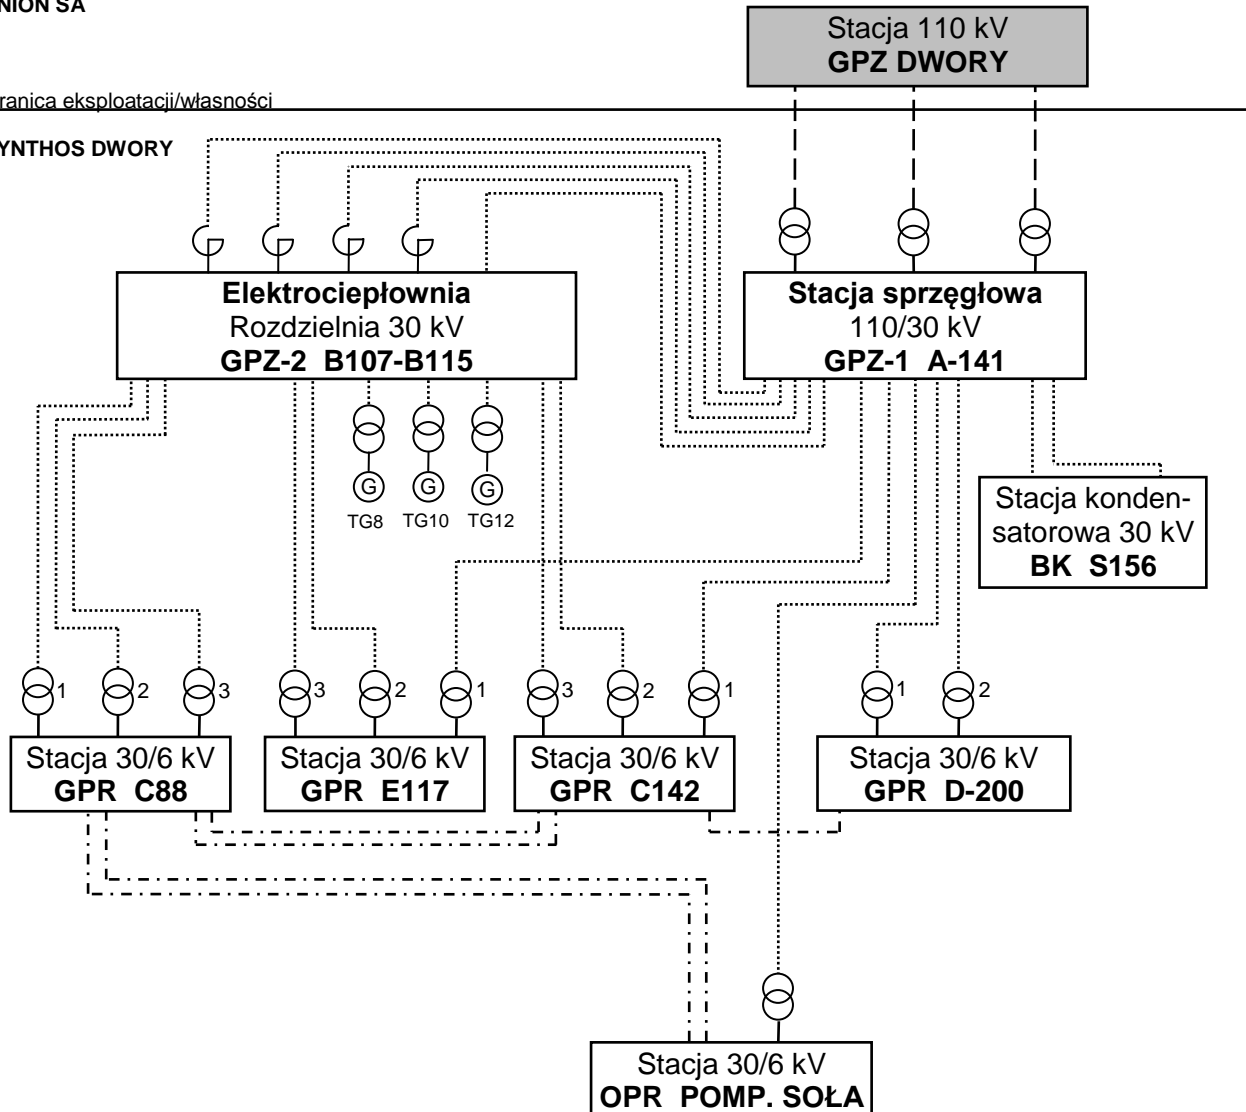 NION SA
Stacja 110 kV
GPZ DWORY
ranica eksploatacji/własności
YNTHOS DWORY
Elektrociepłownia
Rozdzielnia 30 kV
GPZ-2 B107-B115
Stacja sprzęgłowa
110/30 kV
GPZ-1 A-141
G
G
G
TG8
TG10
TG12
Stacja konden-
satorowa 30 kV
BK S156
1
2
3
3
2
1
3
2
1
1
2
Stacja 30/6 kV
GPR C88
Stacja 30/6 kV
GPR E117
Stacja 30/6 kV
GPR C142
Stacja 30/6 kV
GPR D-200
Stacja 30/6 kV
OPR POMP. SOŁA